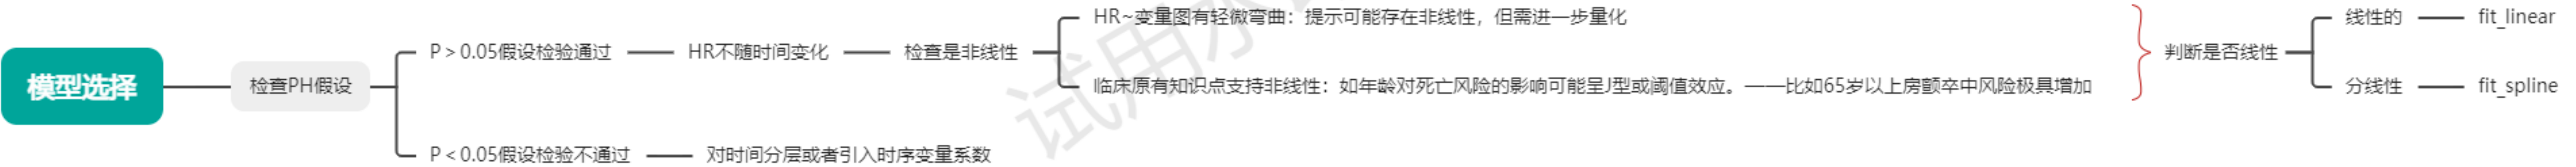 模型选择
检查PH假设
P > 0.05假设检验通过
HR不随时间变化
检查是非线性
HR~变量图有轻微弯曲：提示可能存在非线性，但需进一步量化
临床原有知识点支持非线性：如年龄对死亡风险的影响可能呈J型或阈值效应。——比如65岁以上房颤卒中风险极具增加
判断是否线性
线性的
fit_linear
分线性
fit_spline
P < 0.05假设检验不通过
对时间分层或者引入时序变量系数
试用水